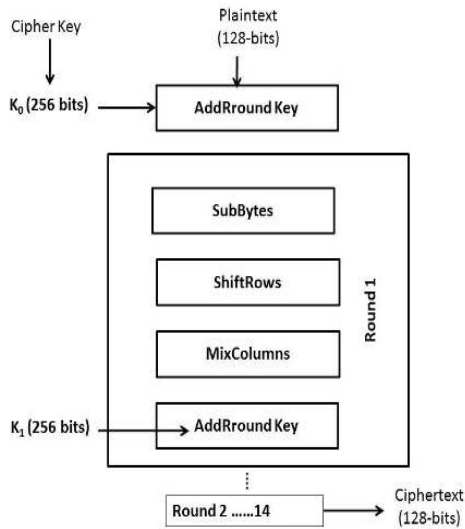 Plaintext
(128-bits)
Cipher Key
K₀ (256 bits)
AddRround Key
SubBytes
ShiftRows
Round 1
MixColumns
K₁ (256 bits)
AddRround Key
Round 2 ......14
Ciphertext
(128-bits)